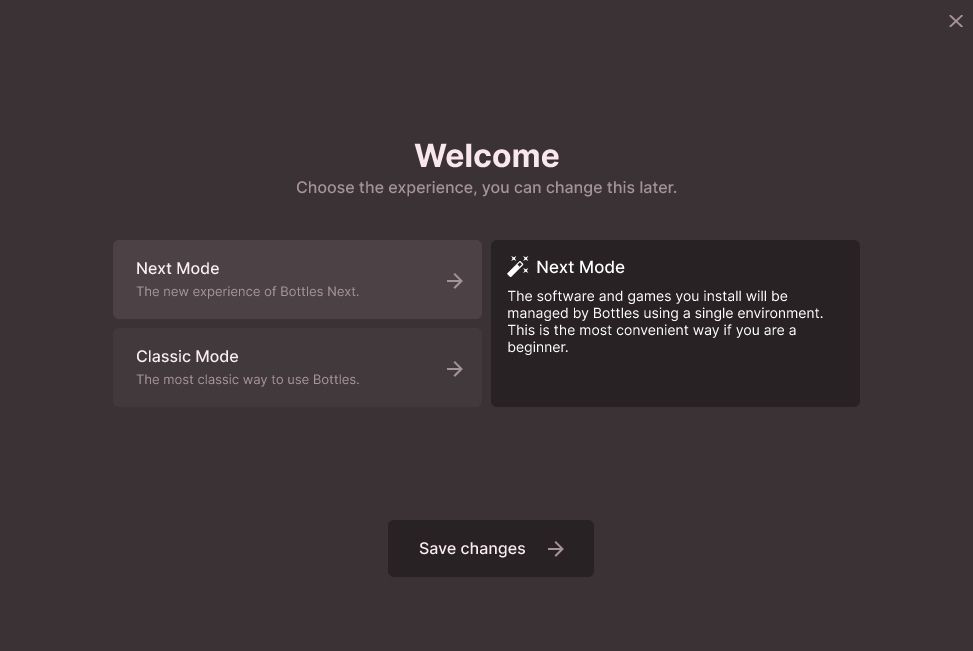 Welcome
Choose the experience, you can change this later.
Next Mode
The new experience of Bottles Next.
Classic Mode
The most classic way to use Bottles.
Next Mode
The software and games you install will be
managed by Bottles using a single environment.
This is the most convenient way if you are a
beginner.
Save changes